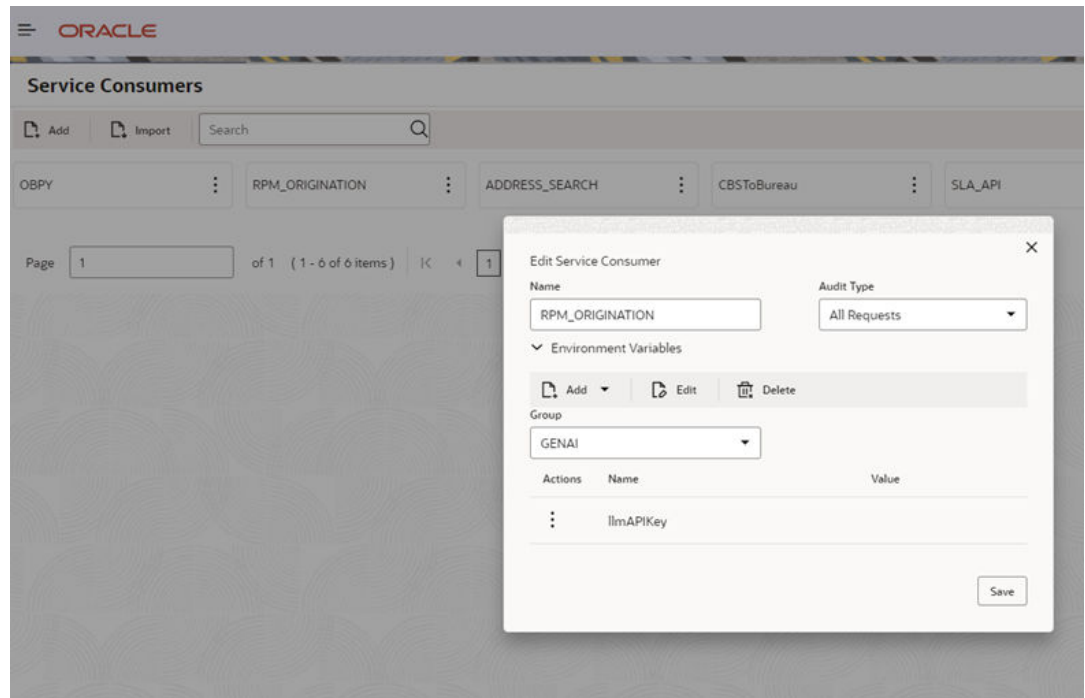 ORACLE
Service Consumers
Add Import Search
OBPY RPM_ORIGINATION ADDRESS_SEARCH CBSToBureau SLA_API
Page 1 of 1 (1-6 of 6 items) 1
Edit Service Consumer
Name Audit Type
RPM_ORIGINATION All Requests
Environment Variables
Add Edit Delete
Group
GENAI
Actions Name Value
llmAPIKey
Save